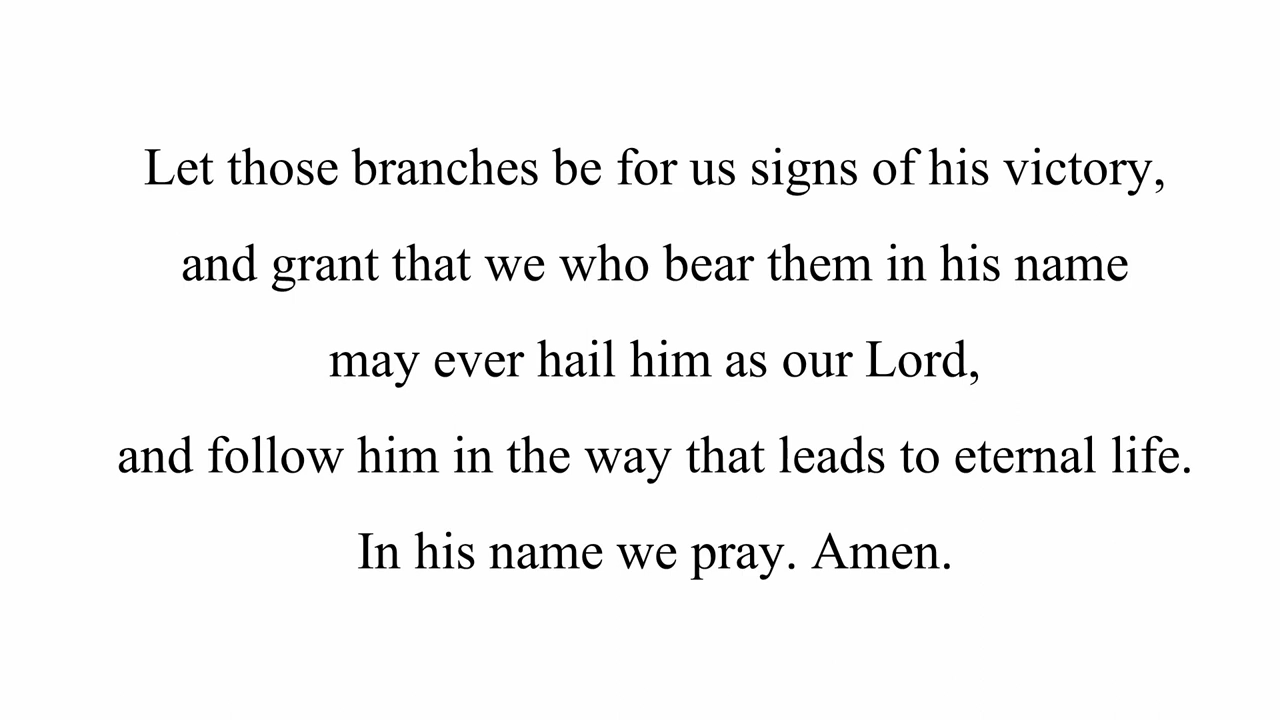 Let those branches be for us signs of his victory,
and grant that we who bear them in his name
may ever hail him as our Lord,
and follow him in the way that leads to eternal life.
In his name we pray. Amen.